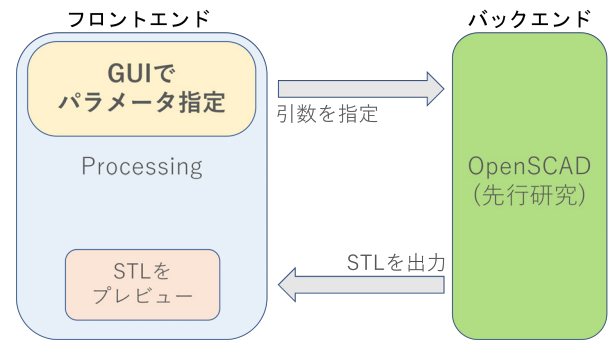 フロントエンド
バックエンド
GUIで
パラメータ指定
引数を指定
Processing
OpenSCAD
(先行研究)
STLを出力
STLを
プレビュー